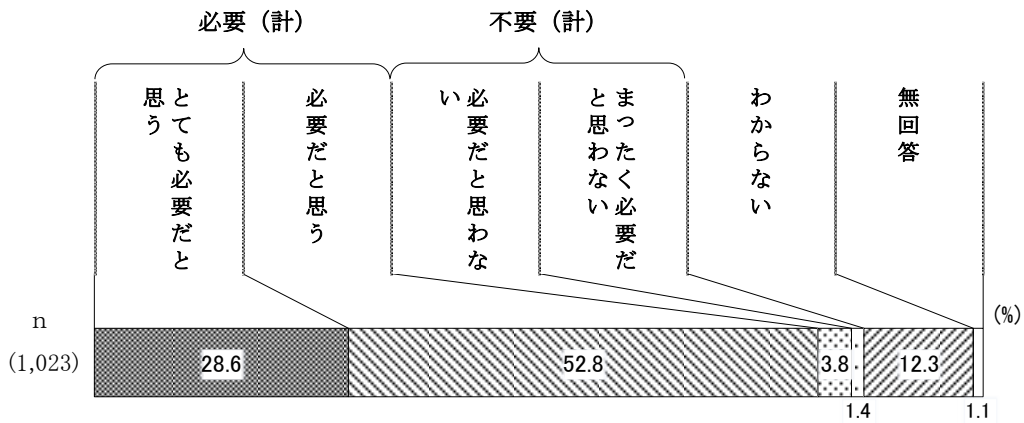 必要（計）
不要（計）
とても必要だと
思う
必要だと思う
必要だと思わな
い
まったく必要だ
と思わない
わからない
無回答
(%)
n
(1,023)
28.6
52.8
3.8
12.3
1.4
1.1